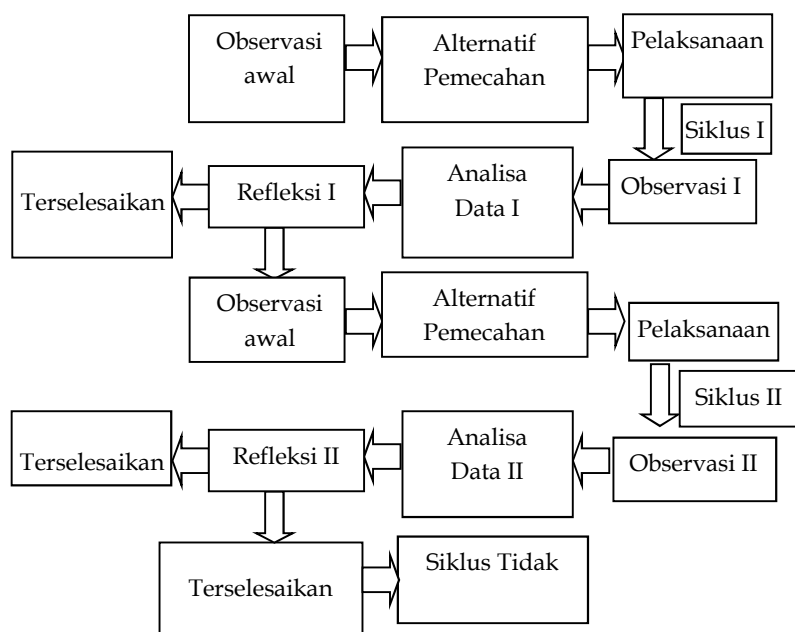 Observasi
awal
Alternatif
Pemecahan
Pelaksanaan
Siklus I
Terselesaikan
Refleksi I
Analisa
Data I
Observasi I
Observasi
awal
Alternatif
Pemecahan
Pelaksanaan
Siklus II
Terselesaikan
Refleksi II
Analisa
Data II
Observasi II
Terselesaikan
Siklus Tidak